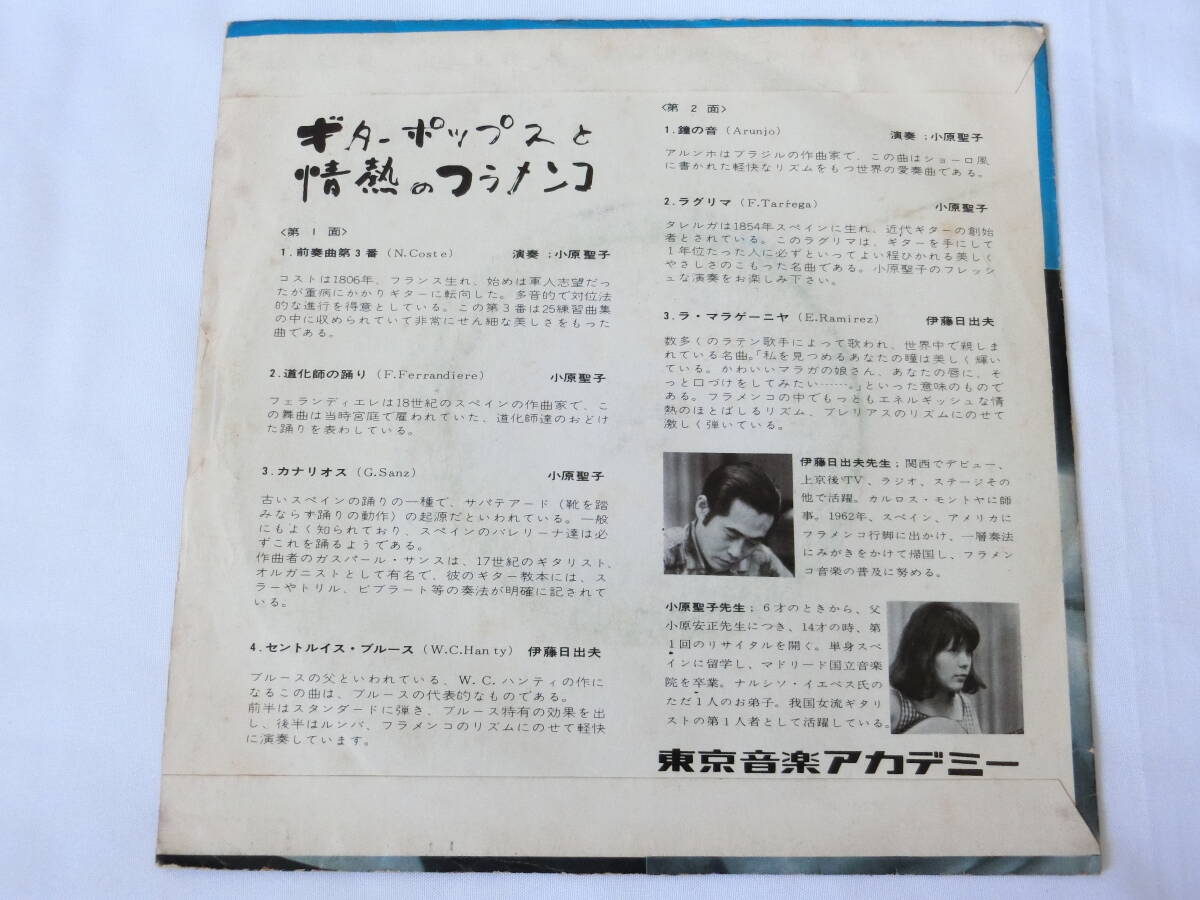 ギターポップスと
情熱のフラメンコ
〈第1面〉
1.前奏曲第3番 (N.Coste) 演奏;小原聖子
コストは1806年、フランス生れ、始めは軍人志望だっ
たが重病にかかりギターに転向した。多音的で対位法
的な進行を得意としている。この第3番は25練習曲集
の中に収められていて非常にせん細な美しさをもった
曲である。
2.道化師の踊り (F.Ferrandiere) 小原聖子
フェランディエレは18世紀のスペインの作曲家で、こ
の舞曲は当時宮庭で雇われていた、道化師達のおどけ
た踊りを表わしている。
3.カナリオス (G.Sanz) 小原聖子
古いスペインの踊りの一種で、サパテアード(靴を踏
みならす踊りの動作)の起源だといわれている。一般
にもよく知られており、スペインのバレリーナ達は必
ずこれを踊るようである。
作曲者のガスパール・サンスは、17世紀のギタリスト、
オルガニストとして有名で、彼のギター教本には、ス
ラーやトリル、ビブラート等の奏法が明確に記されて
いる。
4.セントルイス・ブルース (W.C.Hanty) 伊藤日出夫
ブルースの父といわれている、W.C.ハンティの作に
なるこの曲は、ブルースの代表的なものである。
前半はスタンダードに弾き、ブルース特有の効果を出
し、後半はルンバ、フラメンコのリズムにのせて軽快
に演奏しています。
〈第2面〉
1.鐘の音 (Arunjo) 演奏;小原聖子
アルンホはブラジルの作曲家で、この曲はショーロ風
に書かれた軽快なリズムをもつ世界の愛奏曲である。
2.ラグリマ (F.Tarrega) 小原聖子
タレルガは1854年スペインに生れ、近代ギターの創始
者とされている。このラグリマは、ギターを手にして
1年位たった人に必ずといってよい程ひかれる美しく
やさしさのこもった名曲である。小原聖子のフレッシ
ュな演奏をお楽しみ下さい。
3.ラ・マラゲーニヤ (E.Ramirez) 伊藤日出夫
数多くのラテン歌手によって歌われ、世界中で親しま
れている名曲。「私を見つめるあなたの瞳は美しく輝い
ている。かわいいマラガの娘さん、あなたの唇に、そ
っと口づけをしてみたい……。」といった意味のもので
ある。フラメンコの中でもっともエネルギッシュな情
熱のほとばしるリズム、ブレリアスのリズムにのせて
激しく弾いている。
伊藤日出夫先生;関西でデビュー、
上京後TV、ラジオ、ステージその
他で活躍。カルロス・モントヤに師
事。1962年、スペイン、アメリカに
フラメンコ行脚に出かけ、一層奏法
にみがきをかけて帰国し、フラメン
コ音楽の普及に努める。
小原聖子先生;6才のときから、父
小原安正先生につき、14才の時、第
1回のリサイタルを開く。単身スペ
インに留学し、マドリード国立音楽
院を卒業。ナルシソ・イエペス氏の
ただ1人のお弟子。我国女流ギタリ
ストの第1人者として活躍している。
東京音楽アカデミー